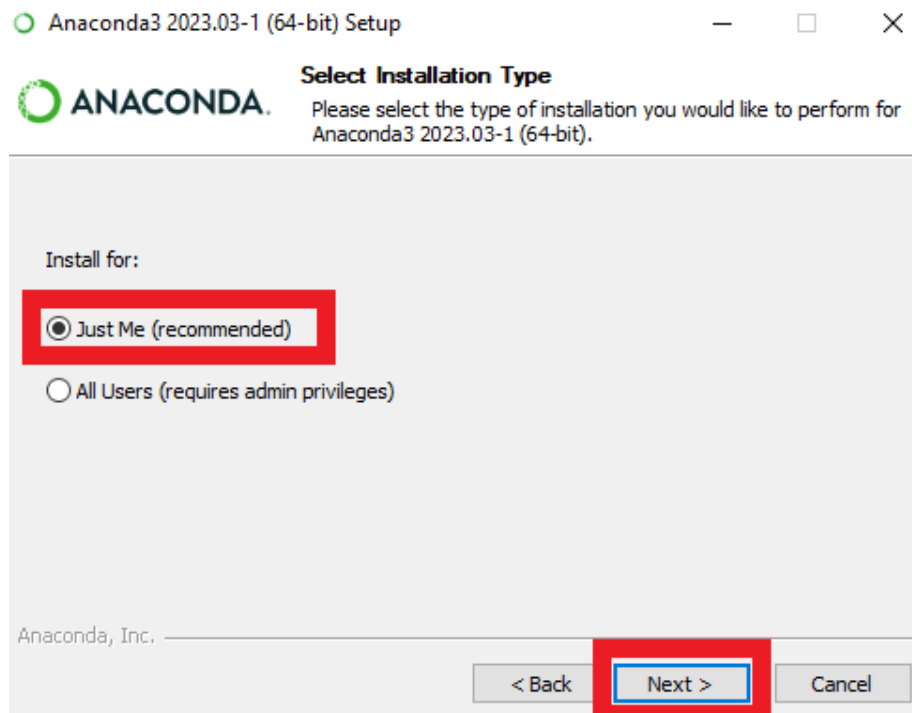 Anaconda3 2023.03-1 (64-bit) Setup
ANACONDA.
Select Installation Type
Please select the type of installation you would like to perform for
Anaconda3 2023.03-1 (64-bit).
Install for:
Just Me (recommended)
All Users (requires admin privileges)
Anaconda, Inc.
< Back
Next >
Cancel